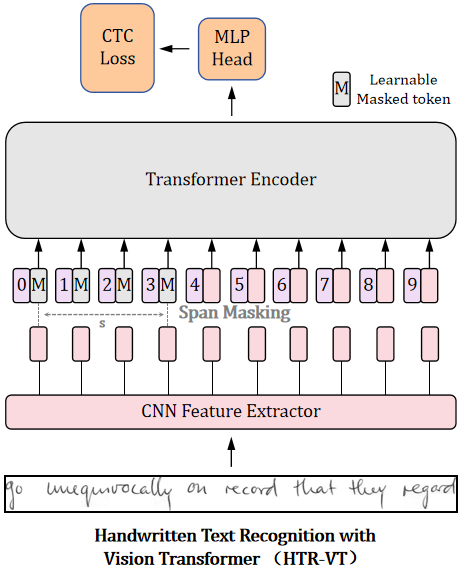 CTC
Loss
MLP
Head
M
Learnable
Masked token
Transformer Encoder
0 M 1 M 2 M 3 M 4 5 6 7 8 9
Span Masking
s
CNN Feature Extractor
go unequivocally on record that they regard
Handwritten Text Recognition with
Vision Transformer （HTR-VT）